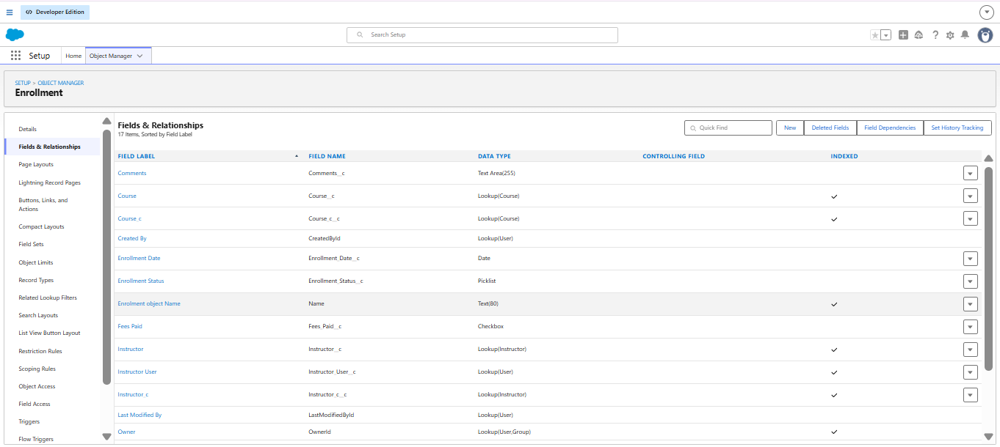 Developer Edition
Search Setup
Setup
Home
Object Manager
SETUP > OBJECT MANAGER
Enrollment
Details
Fields & Relationships
Page Layouts
Lightning Record Pages
Buttons, Links, and
Actions
Compact Layouts
Field Sets
Object Limits
Record Types
Related Lookup Filters
Search Layouts
List View Button Layout
Restriction Rules
Scoping Rules
Object Access
Field Access
Triggers
Flow Triggers
Fields & Relationships
17 Items, Sorted by Field Label
Quick Find
New
Deleted Fields
Field Dependencies
Set History Tracking
FIELD LABEL FIELD NAME DATA TYPE CONTROLLING FIELD INDEXED
Comments Comments__c Text Area(255)
Course Course__c Lookup(Course)
Course_c Course_c__c Lookup(Course)
Created By CreatedById Lookup(User)
Enrollment Date Enrollment_Date__c Date
Enrollment Status Enrollment_Status__c Picklist
Enrolment object Name Name Text(80)
Fees Paid Fees_Paid__c Checkbox
Instructor Instructor__c Lookup(Instructor)
Instructor User Instructor_User__c Lookup(User)
Instructor_c Instructor_c__c Lookup(Instructor)
Last Modified By LastModifiedById Lookup(User)
Owner OwnerId Lookup(User,Group)